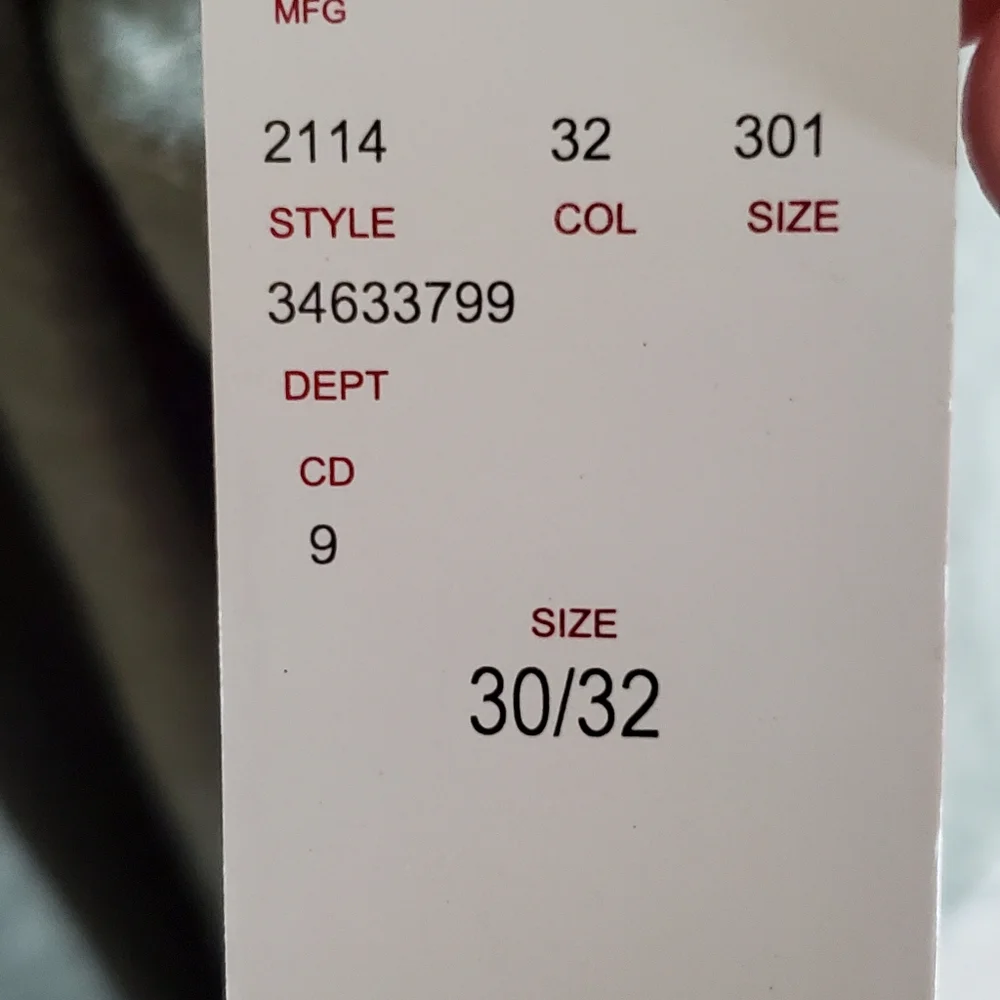 MFG
2114 32 301
STYLE COL SIZE
34633799
DEPT
CD
9
SIZE
30/32